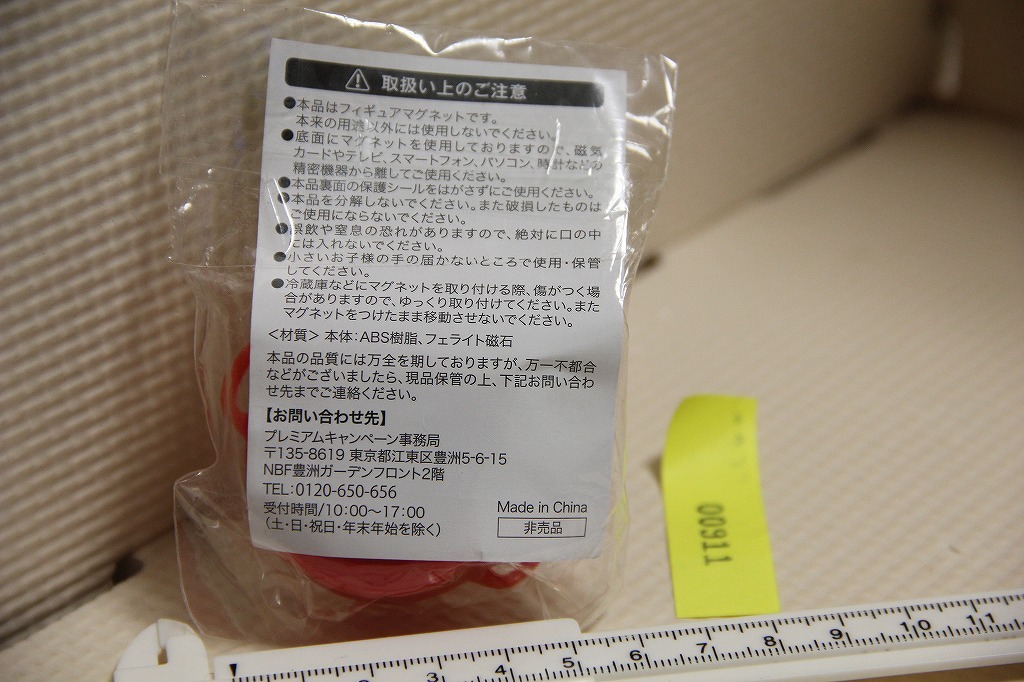 ⚠ 取扱い上のご注意
●本品はフィギュアマグネットです。
本来の用途以外には使用しないでください。
●底面にマグネットを使用しておりますので、磁気
カードやテレビ、スマートフォン、パソコン、時計などの
精密機器から離してご使用ください。
●本品裏面の保護シールをはがさずにご使用ください。
●本品を分解しないでください。また破損したものは
ご使用にならないでください。
●誤飲や窒息の恐れがありますので、絶対に口の中
には入れないでください。
●小さいお子様の手の届かないところで使用・保管
してください。
●冷蔵庫などにマグネットを取り付ける際、傷がつく場
合がありますので、ゆっくり取り付けてください。また
マグネットをつけたまま移動させないでください。
<材質> 本体:ABS樹脂、フェライト磁石
本品の品質には万全を期しておりますが、万一不都合
などがございましたら、現品保管の上、下記お問い合わ
せ先までご連絡ください。
【お問い合わせ先】
プレミアムキャンペーン事務局
〒135-8619 東京都江東区豊洲5-6-15
NBF豊洲ガーデンフロント2階
TEL:0120-650-656
受付時間/10:00〜17:00
(土・日・祝日・年末年始を除く)
Made in China
非売品
00911
2 3 4 5 6 7 8 9 10 11